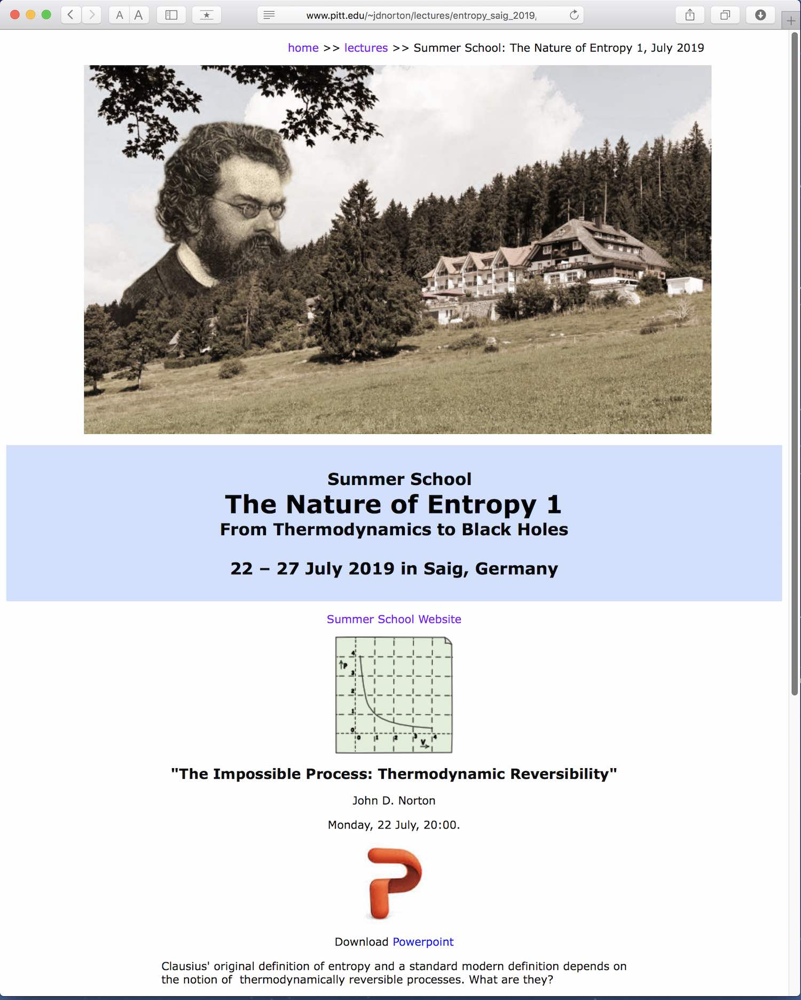 A A
www.pitt.edu/~jdnorton/lectures/entropy_saig_2019,
home >> lectures >> Summer School: The Nature of Entropy 1, July 2019
Summer School
The Nature of Entropy 1
From Thermodynamics to Black Holes
22 – 27 July 2019 in Saig, Germany
Summer School Website
4
P
3
2
1
0
0 1 2 3 4
V
"The Impossible Process: Thermodynamic Reversibility"
John D. Norton
Monday, 22 July, 20:00.
P
Download Powerpoint
Clausius' original definition of entropy and a standard modern definition depends on
the notion of  thermodynamically reversible processes. What are they?